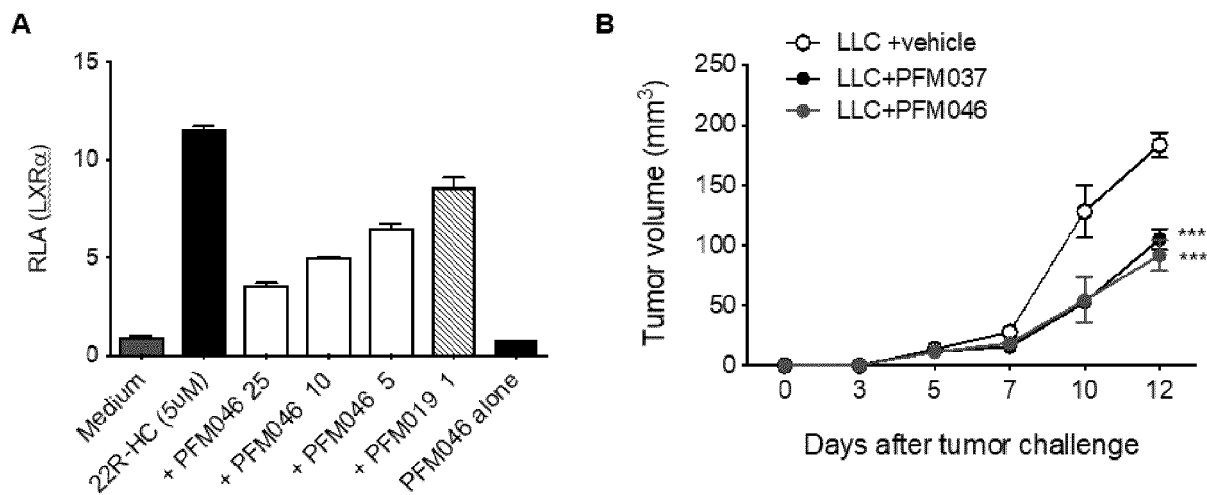 A
RLA (LXRα)
15
10
5
0
Medium
22R-HC (5uM)
+ PFM046 25
+ PFM046 10
+ PFM046 5
+ PFM019 1
PFM046 alone
B
LLC +vehicle
LLC+PFM037
LLC+PFM046
Tumor volume (mm³)
250
200
150
100
50
0
***
***
0 3 5 7 10 12
Days after tumor challenge